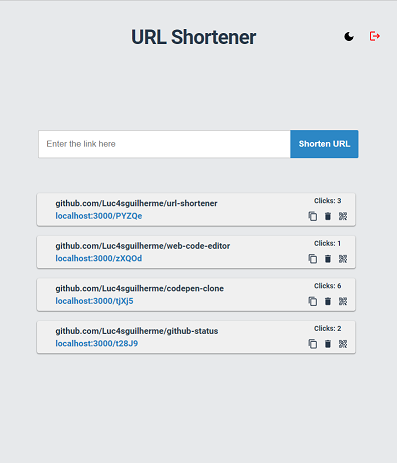 URL Shortener
Enter the link here
Shorten URL
github.com/Luc4sguilherme/url-shortener
Clicks: 3
localhost:3000/PYZQe
github.com/Luc4sguilherme/web-code-editor
Clicks: 1
localhost:3000/zXQOd
github.com/Luc4sguilherme/codepen-clone
Clicks: 6
localhost:3000/tjXj5
github.com/Luc4sguilherme/github-status
Clicks: 2
localhost:3000/t28J9